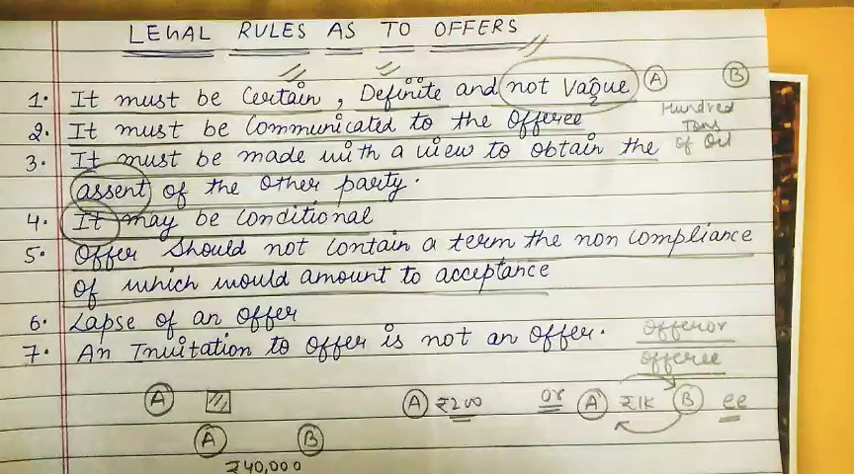 LEGAL RULES AS TO OFFERS
1. It must be Certain, Definite and not Vague (A) (B)
2. It must be Communicated to the Offeree
Hundred Tons of Oil
3. It must be made with a view to obtain the
assent of the other party.
4. It may be Conditional
5. Offer Should not Contain a term the non compliance
of which would amount to acceptance
6. Lapse of an offer
7. An Invitation to Offer is not an offer.
Offeror
Offeree
A
A ₹200 or A ₹1K B ee
A B
₹40,000